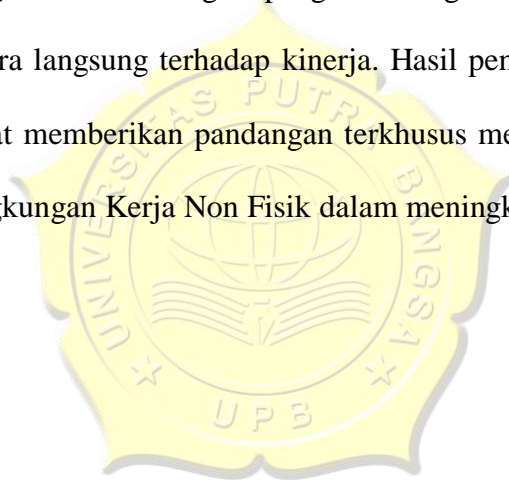 ra langsung terhadap kinerja. Hasil pen
at memberikan pandangan terkhusus me
gkungan Kerja Non Fisik dalam meningk
UNIVERSITAS PUTRA BANGSA
UPB